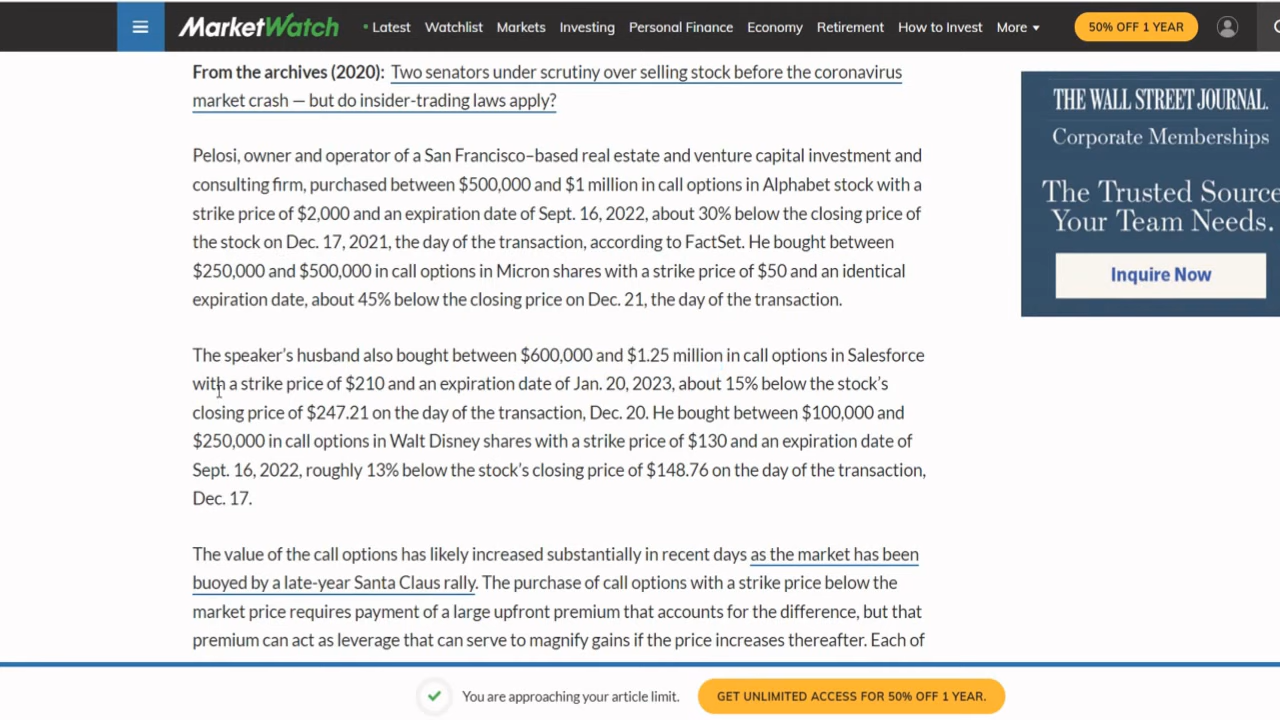 MarketWatch
Latest Watchlist Markets Investing Personal Finance Economy Retirement How to Invest More
50% OFF 1 YEAR
From the archives (2020): Two senators under scrutiny over selling stock before the coronavirus
market crash — but do insider-trading laws apply?
Pelosi, owner and operator of a San Francisco–based real estate and venture capital investment and
consulting firm, purchased between $500,000 and $1 million in call options in Alphabet stock with a
strike price of $2,000 and an expiration date of Sept. 16, 2022, about 30% below the closing price of
the stock on Dec. 17, 2021, the day of the transaction, according to FactSet. He bought between
$250,000 and $500,000 in call options in Micron shares with a strike price of $50 and an identical
expiration date, about 45% below the closing price on Dec. 21, the day of the transaction.
The speaker’s husband also bought between $600,000 and $1.25 million in call options in Salesforce
with a strike price of $210 and an expiration date of Jan. 20, 2023, about 15% below the stock’s
closing price of $247.21 on the day of the transaction, Dec. 20. He bought between $100,000 and
$250,000 in call options in Walt Disney shares with a strike price of $130 and an expiration date of
Sept. 16, 2022, roughly 13% below the stock’s closing price of $148.76 on the day of the transaction,
Dec. 17.
The value of the call options has likely increased substantially in recent days as the market has been
buoyed by a late-year Santa Claus rally. The purchase of call options with a strike price below the
market price requires payment of a large upfront premium that accounts for the difference, but that
premium can act as leverage that can serve to magnify gains if the price increases thereafter. Each of
THE WALL STREET JOURNAL.
Corporate Memberships
The Trusted Source
Your Team Needs.
Inquire Now
You are approaching your article limit.
GET UNLIMITED ACCESS FOR 50% OFF 1 YEAR.